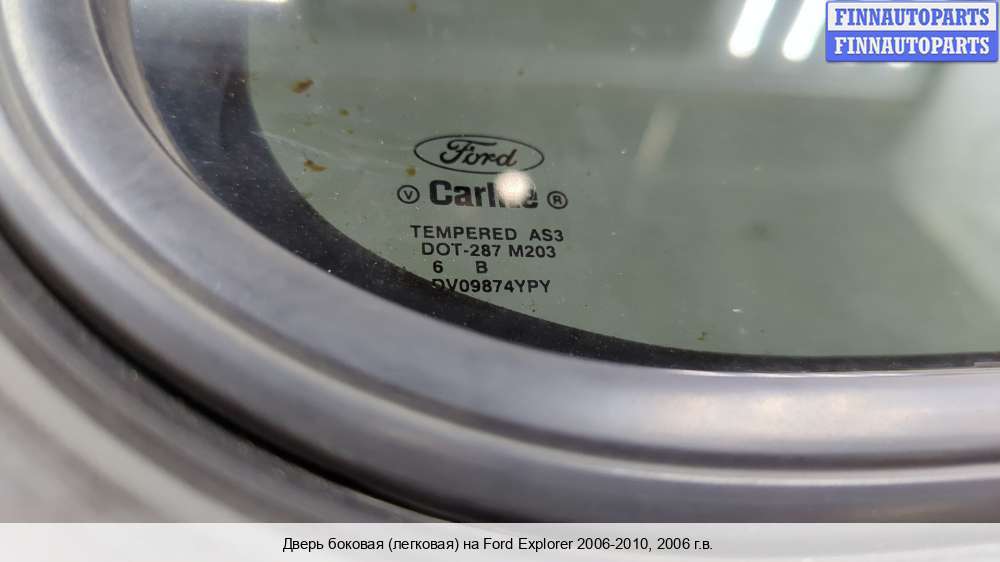 FINNAUTOPARTS
FINNAUTOPARTS
Ford
V Carlite R
TEMPERED AS3
DOT-287 M203
6 B
DV09874YPY
Дверь боковая (легковая) на Ford Explorer 2006-2010, 2006 г.в.